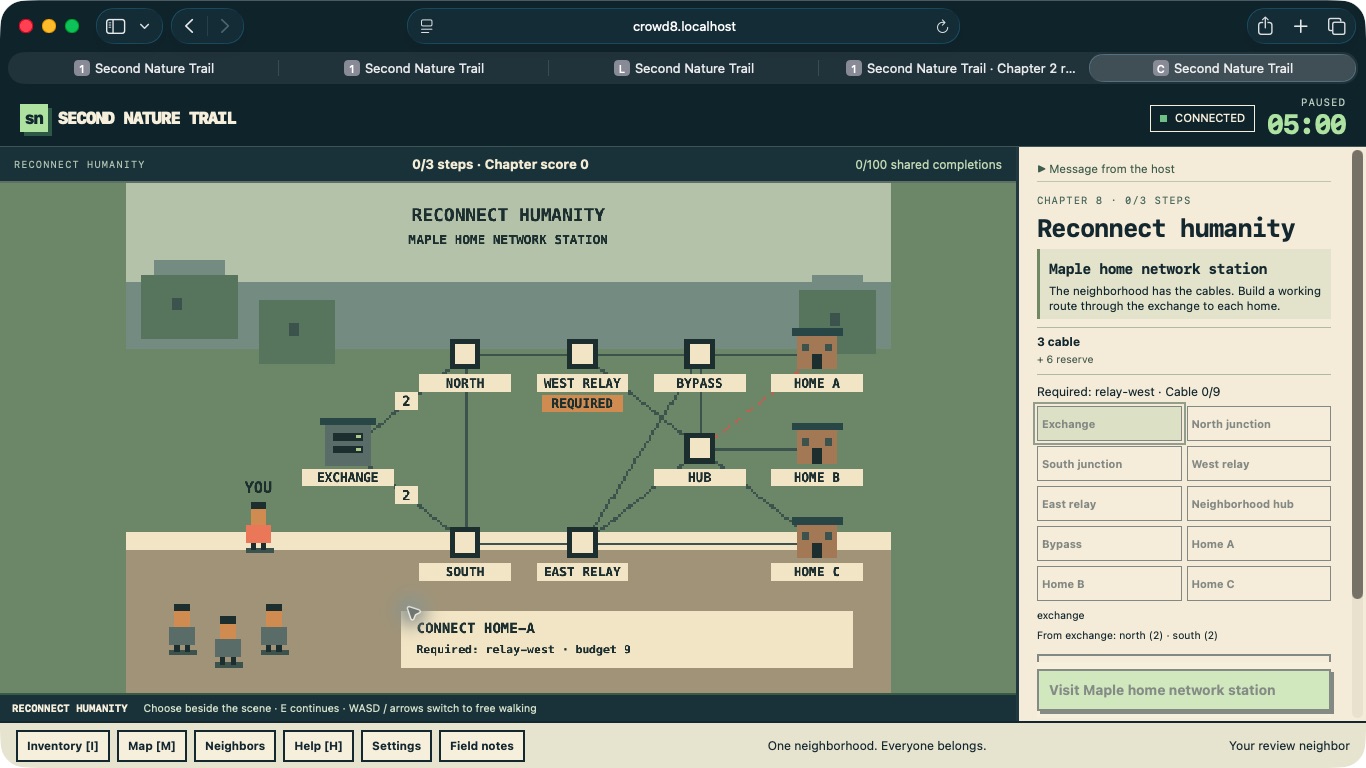 crowd8.localhost
1 Second Nature Trail
1 Second Nature Trail
L Second Nature Trail
1 Second Nature Trail · Chapter 2 r...
C Second Nature Trail
sn SECOND NATURE TRAIL
CONNECTED
PAUSED
05:00
RECONNECT HUMANITY
0/3 steps · Chapter score 0
0/100 shared completions
RECONNECT HUMANITY
MAPLE HOME NETWORK STATION
NORTH
WEST RELAY
BYPASS
HOME A
2
REQUIRED
EXCHANGE
HUB
HOME B
YOU
2
SOUTH
EAST RELAY
HOME C
CONNECT HOME-A
Required: relay-west · budget 9
RECONNECT HUMANITY
Choose beside the scene · E continues · WASD / arrows switch to free walking
Message from the host
CHAPTER 8 · 0/3 STEPS
Reconnect humanity
Maple home network station
The neighborhood has the cables. Build a working
route through the exchange to each home.
3 cable
+ 6 reserve
Required: relay-west · Cable 0/9
Exchange
North junction
South junction
West relay
East relay
Neighborhood hub
Bypass
Home A
Home B
Home C
exchange
From exchange: north (2) · south (2)
Visit Maple home network station
Inventory [I]
Map [M]
Neighbors
Help [H]
Settings
Field notes
One neighborhood. Everyone belongs.
Your review neighbor